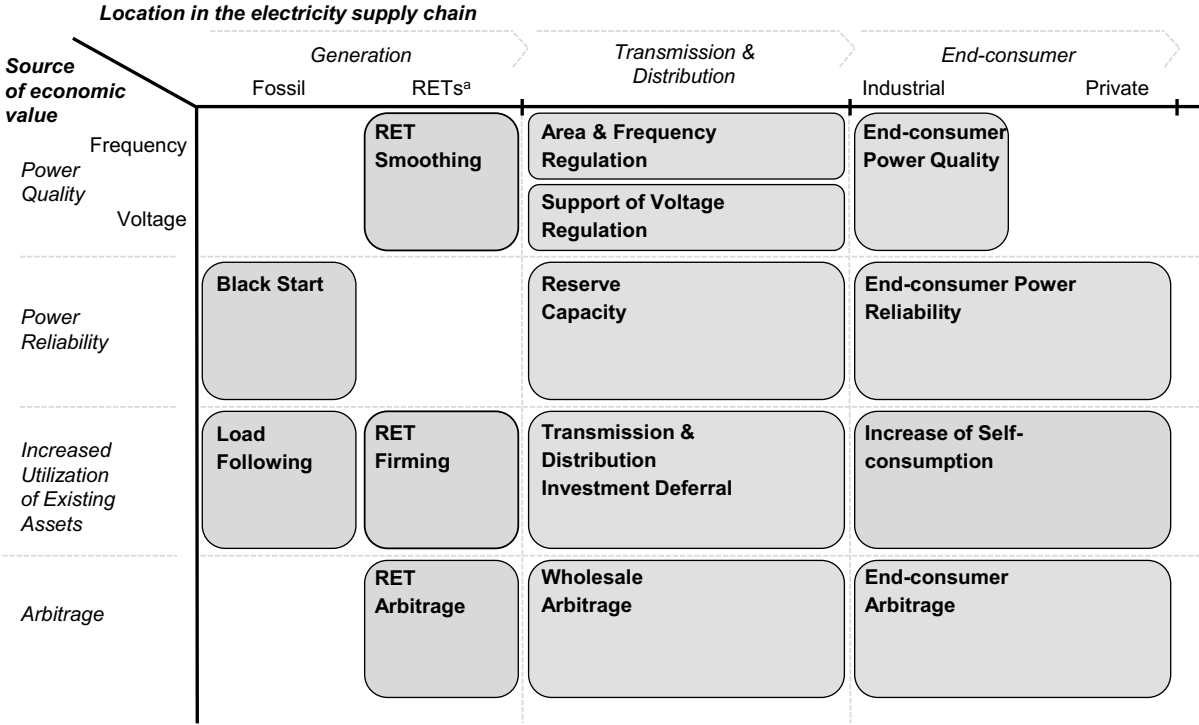 Location in the electricity supply chain
Generation
Transmission &
Distribution
End-consumer
Source
of economic
value
Fossil
RETsᵃ
Industrial
Private
Frequency
Power
Quality
Voltage
RET
Smoothing
Area & Frequency
Regulation
Support of Voltage
Regulation
End-consumer
Power Quality
Power
Reliability
Black Start
Reserve
Capacity
End-consumer Power
Reliability
Increased
Utilization
of Existing
Assets
Load
Following
RET
Firming
Transmission &
Distribution
Investment Deferral
Increase of Self-
consumption
Arbitrage
RET
Arbitrage
Wholesale
Arbitrage
End-consumer
Arbitrage